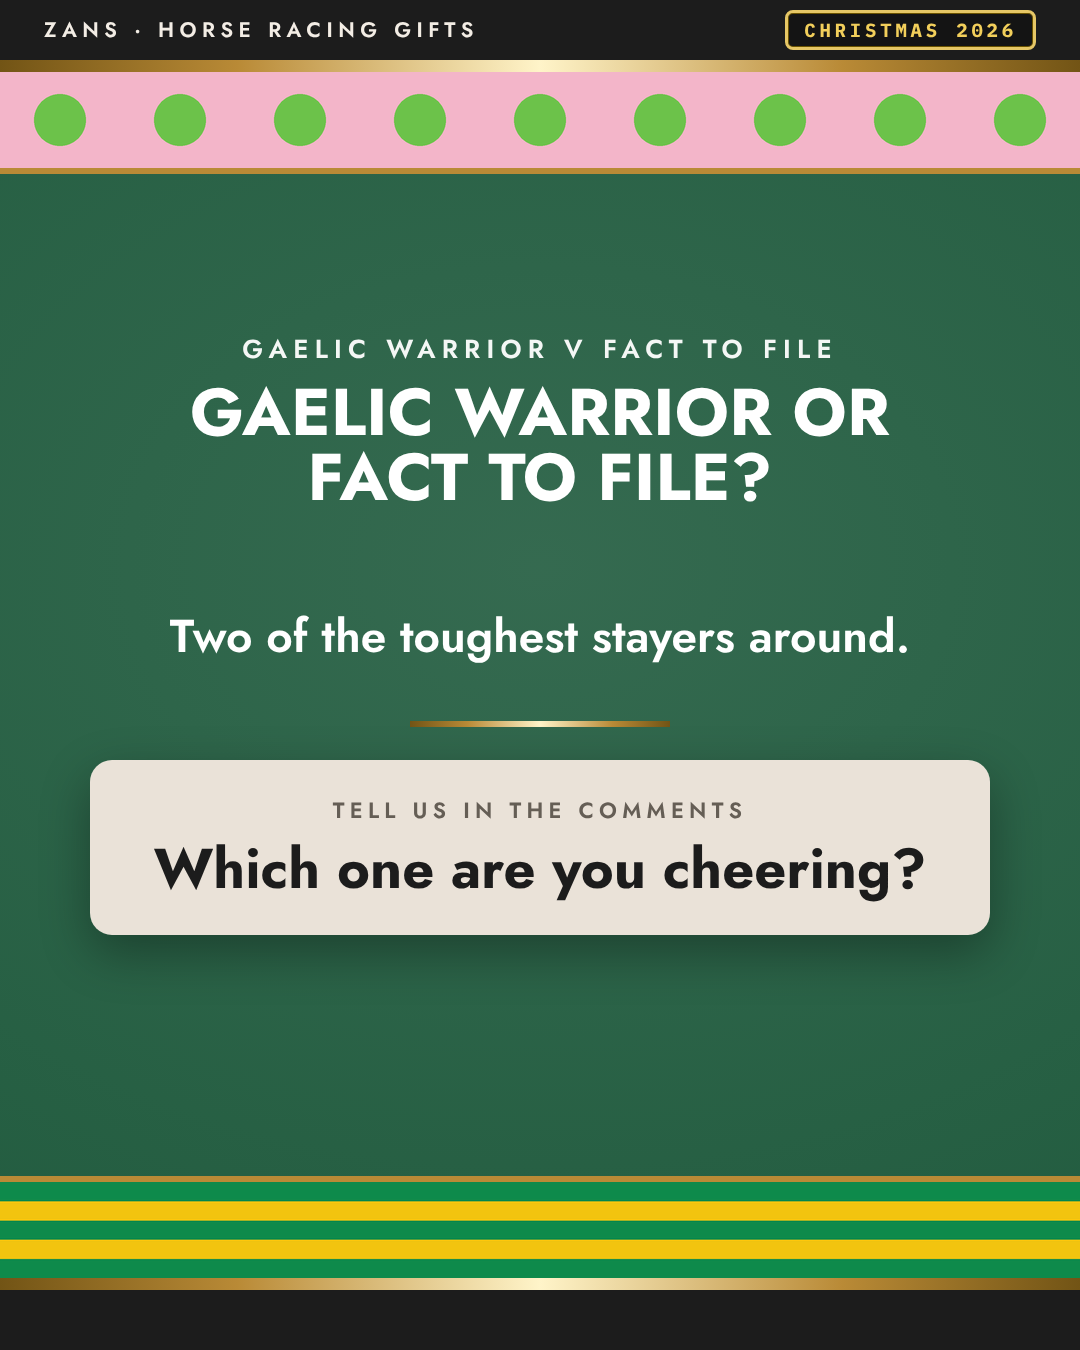 ZANS · HORSE RACING GIFTS
CHRISTMAS 2026
GAELIC WARRIOR V FACT TO FILE
GAELIC WARRIOR OR
FACT TO FILE?
Two of the toughest stayers around.
TELL US IN THE COMMENTS
Which one are you cheering?